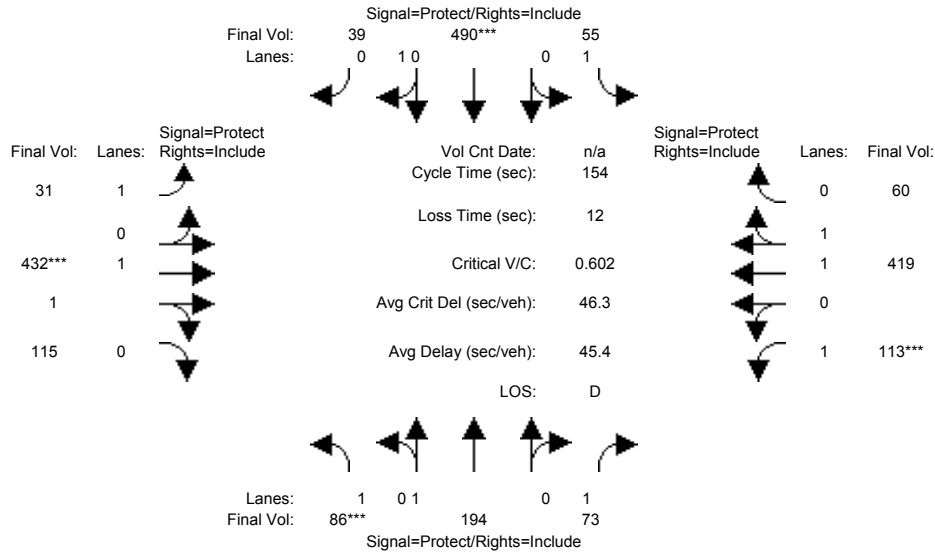 Signal=Protect/Rights=Include
Final Vol: 39 490*** 55
Lanes: 0 1 0 0 1
Signal=Protect Signal=Protect
Final Vol: Lanes: Rights=Include Vol Cnt Date: n/a Rights=Include Lanes: Final Vol:
Cycle Time (sec): 154
31 1 0 60
Loss Time (sec): 12
0 1
432*** 1 Critical V/C: 0.602 1 419
1 Avg Crit Del (sec/veh): 46.3 0
115 0 Avg Delay (sec/veh): 45.4 1 113***
LOS: D
Lanes: 1 0 1 0 1
Final Vol: 86*** 194 73
Signal=Protect/Rights=Include